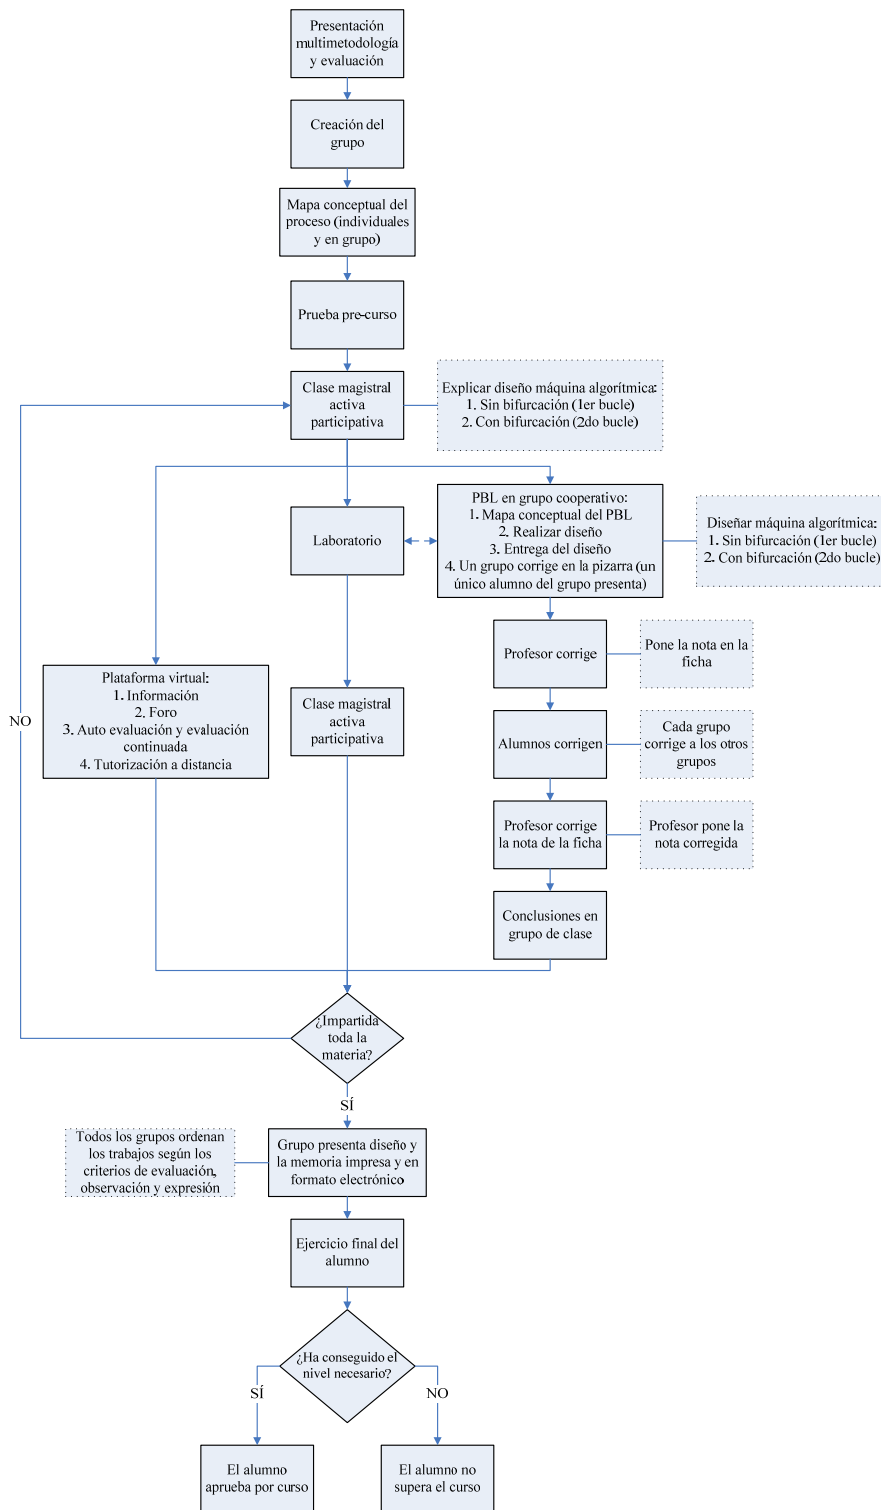 Presentación
multimetodología
y evaluación
Creación del
grupo
Mapa conceptual del
proceso (individuales
y en grupo)
Prueba pre-curso
Clase magistral
activa
participativa
Explicar diseño máquina algorítmica:
1. Sin bifurcación (1er bucle)
2. Con bifurcación (2do bucle)
Laboratorio
PBL en grupo cooperativo:
1. Mapa conceptual del PBL
2. Realizar diseño
3. Entrega del diseño
4. Un grupo corrige en la pizarra (un
único alumno del grupo presenta)
Diseñar máquina algorítmica:
1. Sin bifurcación (1er bucle)
2. Con bifurcación (2do bucle)
Profesor corrige
Pone la nota en la
ficha
Plataforma virtual:
1. Información
2. Foro
3. Auto evaluación y evaluación
continuada
4. Tutorización a distancia
Clase magistral
activa
participativa
NO
Alumnos corrigen
Cada grupo
corrige a los otros
grupos
Profesor corrige
la nota de la ficha
Profesor pone la
nota corregida
Conclusiones en
grupo de clase
¿Impartida
toda la
materia?
SÍ
Todos los grupos ordenan
los trabajos según los
criterios de evaluación,
observación y expresión
Grupo presenta diseño y
la memoria impresa y en
formato electrónico
Ejercicio final del
alumno
¿Ha conseguido el
nivel necesario?
SÍ
NO
El alumno
aprueba por curso
El alumno no
supera el curso